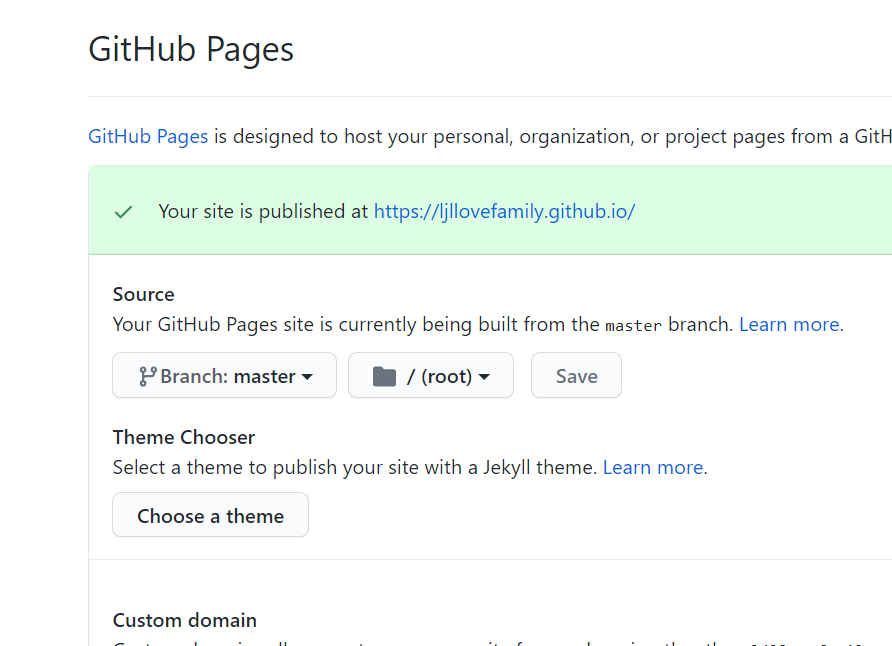 GitHub Pages
GitHub Pages is designed to host your personal, organization, or project pages from a GitH
Your site is published at https://ljllovefamily.github.io/
Source
Your GitHub Pages site is currently being built from the master branch. Learn more.
Branch: master / (root) Save
Theme Chooser
Select a theme to publish your site with a Jekyll theme. Learn more.
Choose a theme
Custom domain